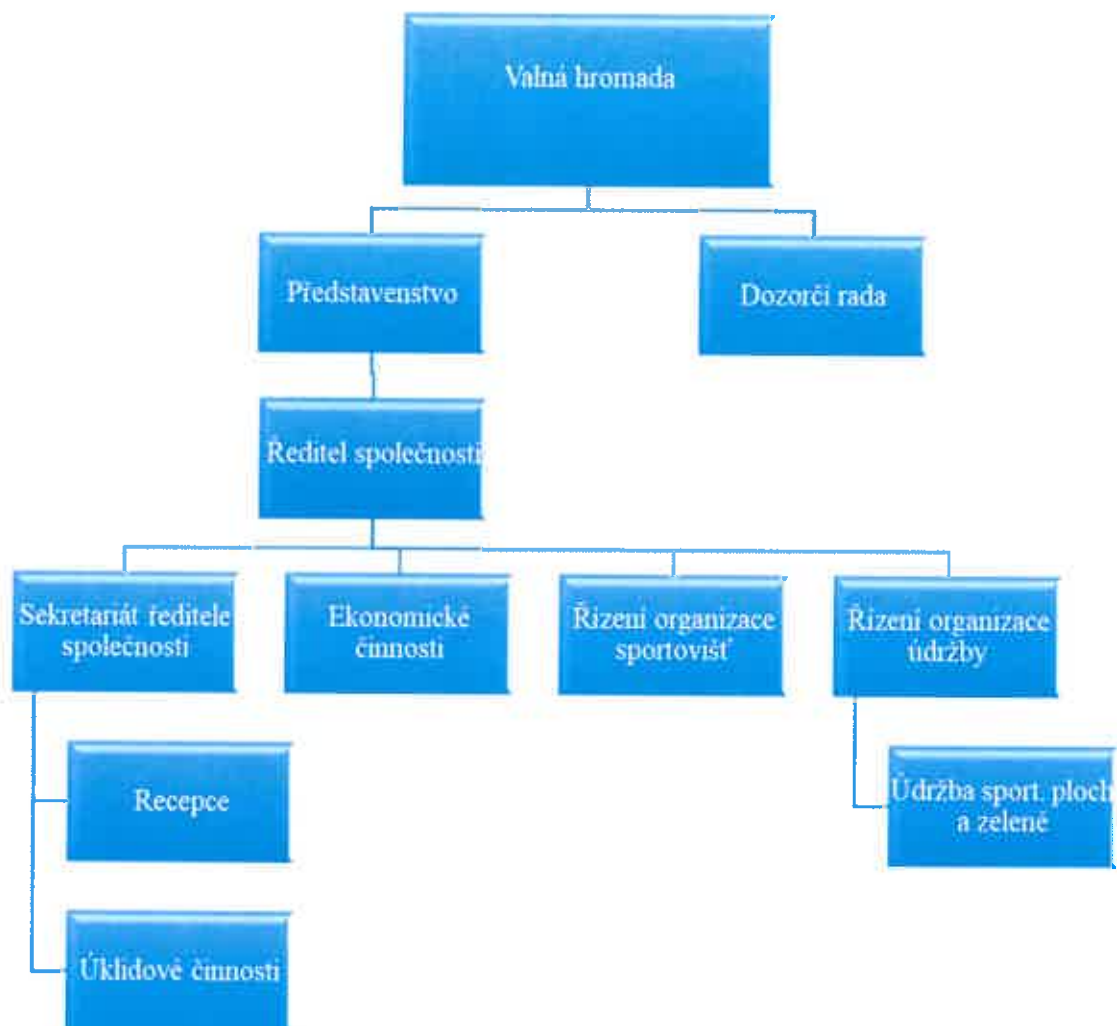 Valná hromada
Představenstvo
Dozorčí rada
Ředitel společnosti
Sekretariát ředitele
společnosti
Ekonomické
činnosti
Řízení organizace
sportovišť
Řízení organizace
údržby
Recepce
Údržba sport. ploch
a zeleně
Úklidové činnosti